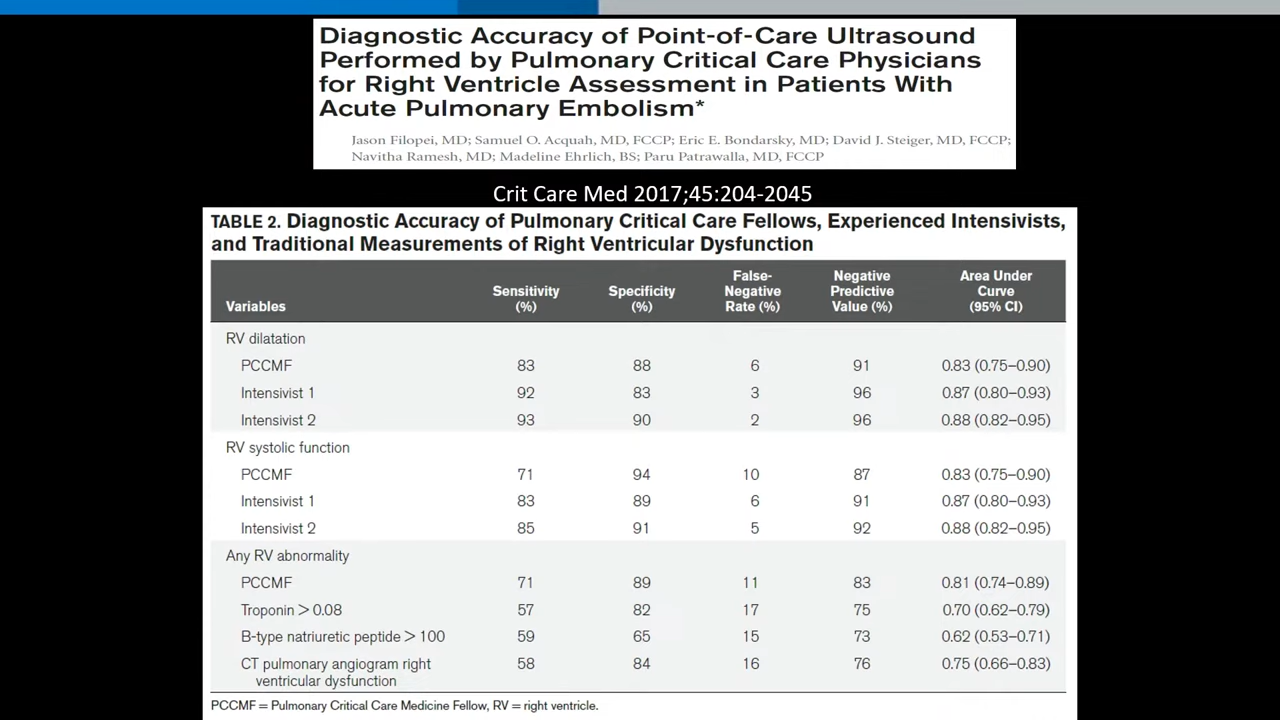 Diagnostic Accuracy of Point-of-Care Ultrasound
Performed by Pulmonary Critical Care Physicians
for Right Ventricle Assessment in Patients With
Acute Pulmonary Embolism*
Jason Filopei, MD; Samuel O. Acquah, MD, FCCP; Eric E. Bondarsky, MD; David J. Steiger, MD, FCCP;
Navitha Ramesh, MD; Madeline Ehrlich, BS; Paru Patrawalla, MD, FCCP
Crit Care Med 2017;45:204-2045
TABLE 2. Diagnostic Accuracy of Pulmonary Critical Care Fellows, Experienced Intensivists,
and Traditional Measurements of Right Ventricular Dysfunction
Variables Sensitivity (%) Specificity (%) False-Negative Rate (%) Negative Predictive Value (%) Area Under Curve (95% CI)
RV dilatation
PCCMF 83 88 6 91 0.83 (0.75–0.90)
Intensivist 1 92 83 3 96 0.87 (0.80–0.93)
Intensivist 2 93 90 2 96 0.88 (0.82–0.95)
RV systolic function
PCCMF 71 94 10 87 0.83 (0.75–0.90)
Intensivist 1 83 89 6 91 0.87 (0.80–0.93)
Intensivist 2 85 91 5 92 0.88 (0.82–0.95)
Any RV abnormality
PCCMF 71 89 11 83 0.81 (0.74–0.89)
Troponin > 0.08 57 82 17 75 0.70 (0.62–0.79)
B-type natriuretic peptide > 100 59 65 15 73 0.62 (0.53–0.71)
CT pulmonary angiogram right 58 84 16 76 0.75 (0.66–0.83)
ventricular dysfunction
PCCMF = Pulmonary Critical Care Medicine Fellow, RV = right ventricle.